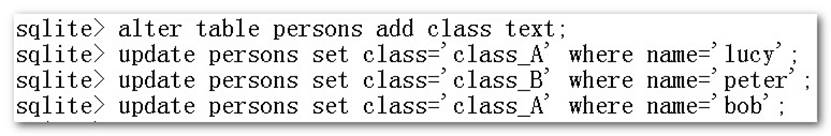 sqlite> alter table persons add class text;
sqlite> update persons set class='class_A' where name='lucy';
sqlite> update persons set class='class_B' where name='peter';
sqlite> update persons set class='class_A' where name='bob';